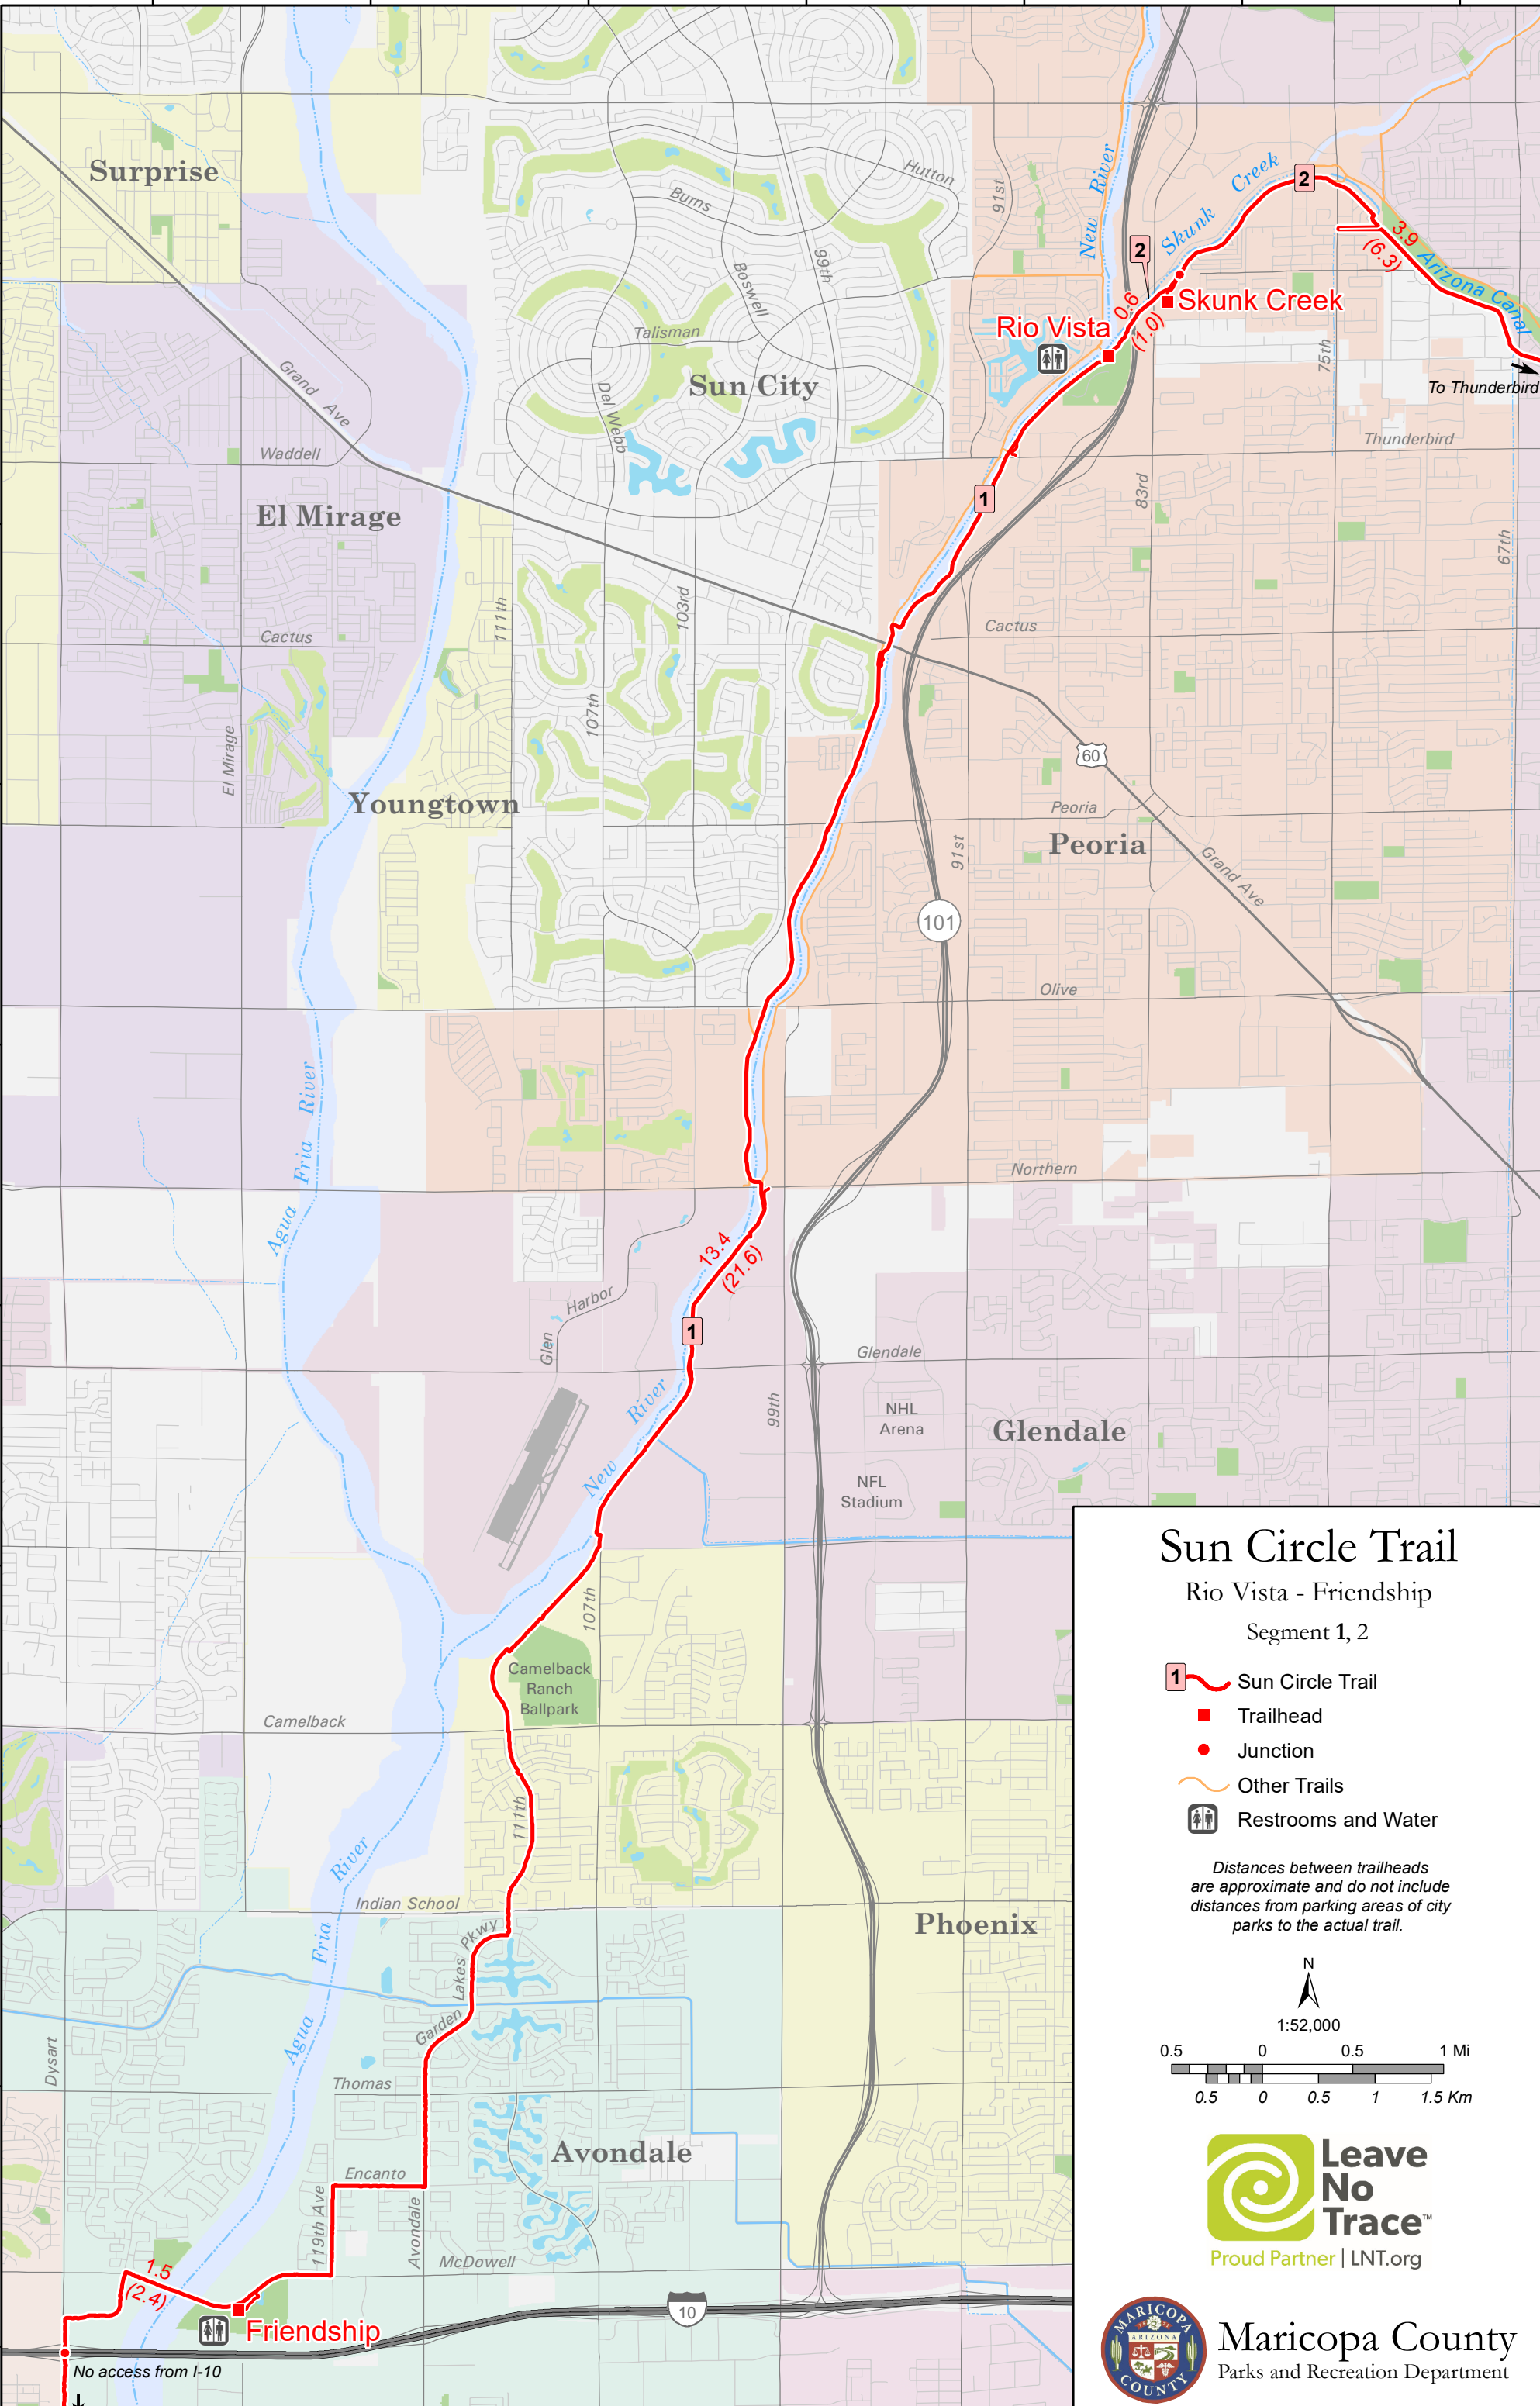 Surprise
Hutton
Burns
91st
New River
Skunk Creek
2
2
3.9
(6.3)
Arizona Canal
Boswell
99th
0.6
(1.0)
Skunk Creek
Rio Vista
Talisman
Sun City
Del Webb
75th
To Thunderbird
Grand Ave
Waddell
Thunderbird
El Mirage
1
83rd
67th
111th
103rd
Cactus
Cactus
107th
El Mirage
60
Youngtown
Peoria
Peoria
91st
Grand Ave
101
Olive
Agua Fria River
Northern
13.4
(21.6)
Glen Harbor
1
Glendale
New River
99th
NHL
Arena
Glendale
NFL
Stadium
107th
Camelback
Ranch
Ballpark
Camelback
111th
Agua Fria River
Indian School
Phoenix
Garden Lakes Pkwy
Dysart
Thomas
Avondale
Encanto
119th Ave
Avondale
McDowell
1.5
(2.4)
10
Friendship
No access from I-10
Sun Circle Trail
Rio Vista - Friendship
Segment 1, 2
1 Sun Circle Trail
Trailhead
Junction
Other Trails
Restrooms and Water
Distances between trailheads
are approximate and do not include
distances from parking areas of city
parks to the actual trail.
N
1:52,000
0.5 0 0.5 1 Mi
0.5 0 0.5 1 1.5 Km
Leave
No
Trace™
Proud Partner | LNT.org
MARICOPA
ARIZONA
COUNTY
Maricopa County
Parks and Recreation Department